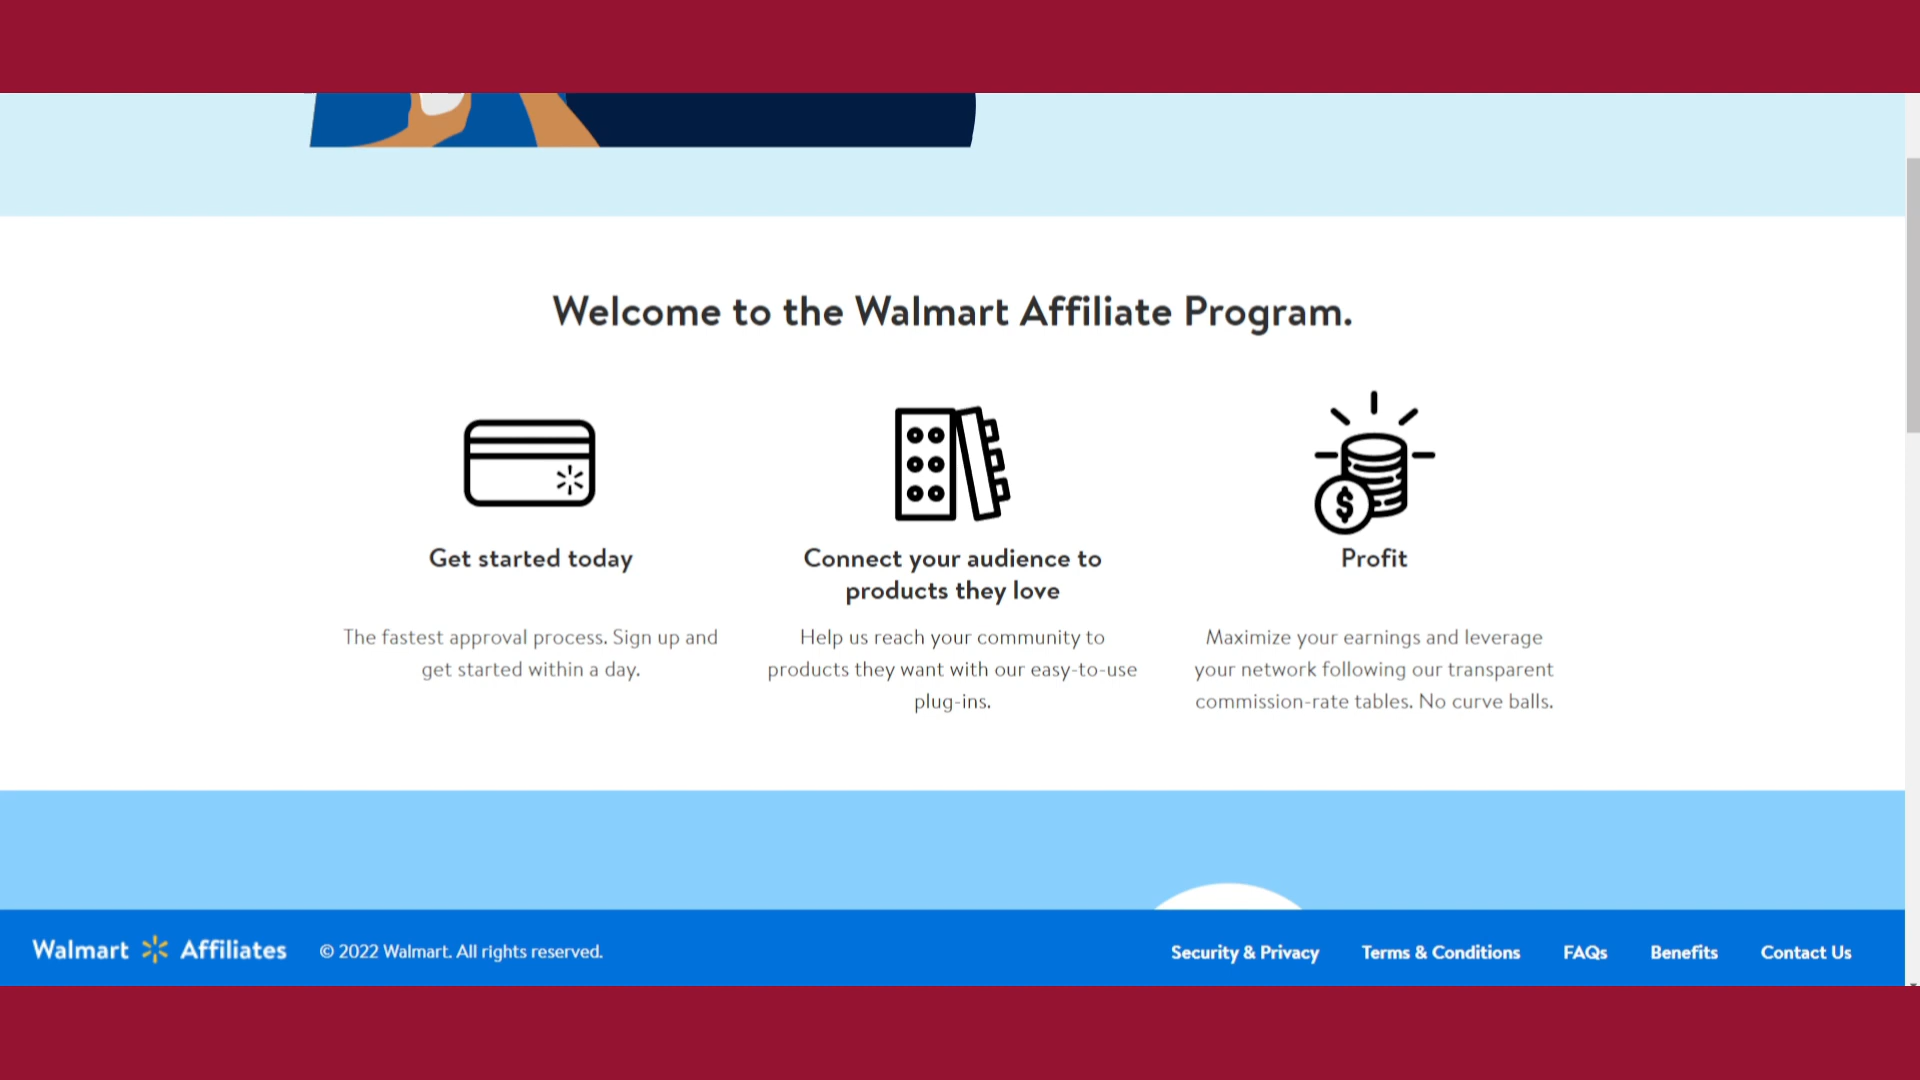 Welcome to the Walmart Affiliate Program.
Get started today
The fastest approval process. Sign up and
get started within a day.
Connect your audience to
products they love
Help us reach your community to
products they want with our easy-to-use
plug-ins.
$
Profit
Maximize your earnings and leverage
your network following our transparent
commission-rate tables. No curve balls.
Walmart Affiliates © 2022 Walmart. All rights reserved. Security & Privacy Terms & Conditions FAQs Benefits Contact Us